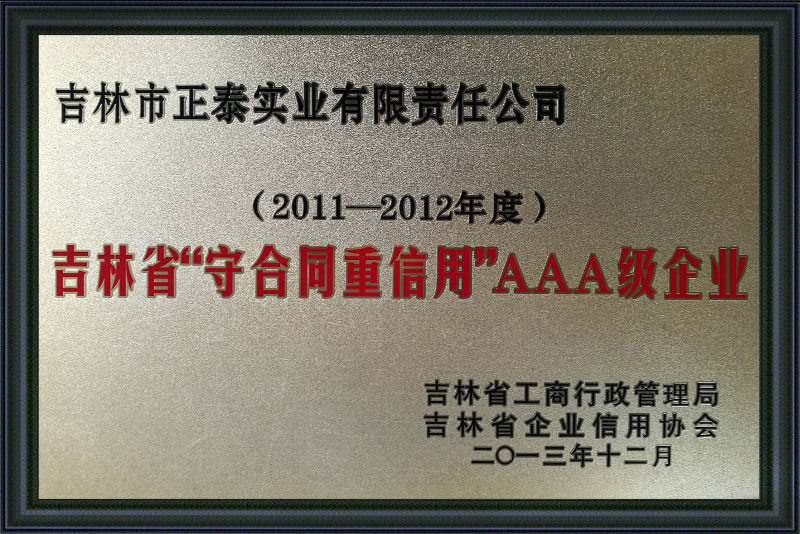 吉林市正泰实业有限责任公司
（2011—2012年度）
吉林省“守合同重信用”AAA级企业
吉林省工商行政管理局
吉林省企业信用协会
二〇一三年十二月